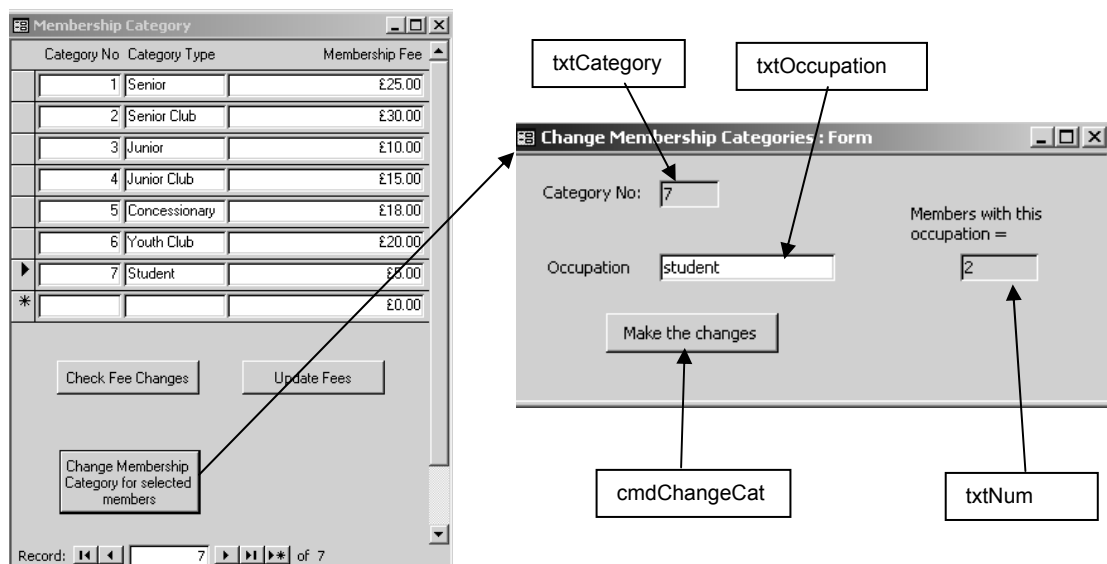 Membership Category
Category No Category Type Membership Fee
1 Senior £25.00
2 Senior Club £30.00
3 Junior £10.00
4 Junior Club £15.00
5 Concessionary £18.00
6 Youth Club £20.00
7 Student £5.00
£0.00
Check Fee Changes Update Fees
Change Membership
Category for selected
members
Record: 7 of 7
txtCategory
txtOccupation
Change Membership Categories : Form
Category No: 7
Members with this
occupation =
Occupation student 2
Make the changes
cmdChangeCat
txtNum